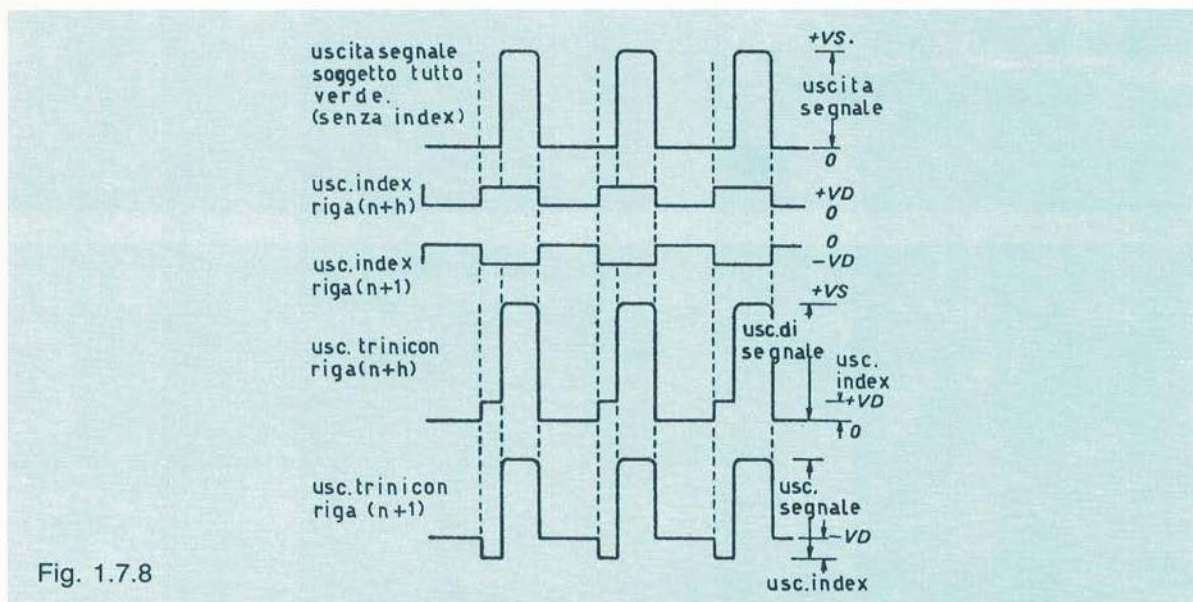 uscita segnale
soggetto tutto
verde.
(senza index)
+VS.
uscita
segnale
0
usc.index
riga(n+h)
+VD
0
usc.index
riga(n+1)
0
-VD
usc. trinicon
riga(n+h)
+VS
usc.di
segnale
usc.
index
+VD
0
usc.trinicon
riga (n+1)
usc.
segnale
-VD
usc.index
Fig. 1.7.8